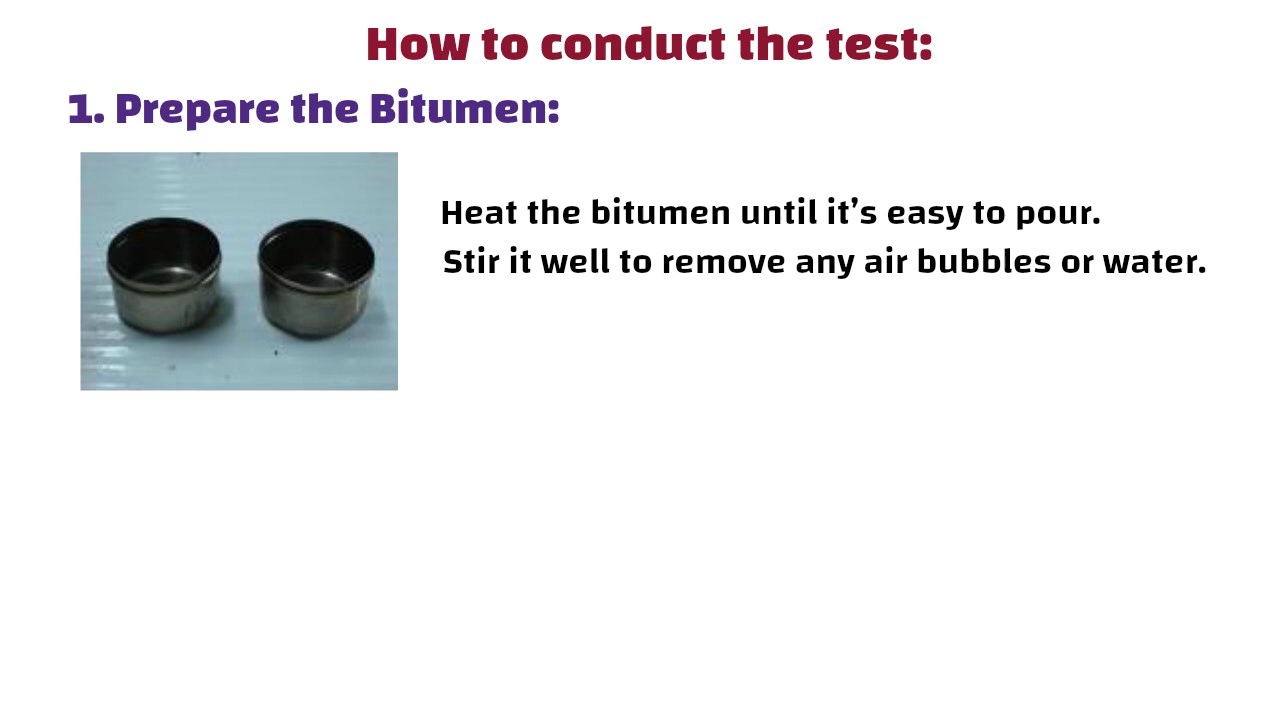 How to conduct the test:
1. Prepare the Bitumen:
Heat the bitumen until it’s easy to pour.
Stir it well to remove any air bubbles or water.